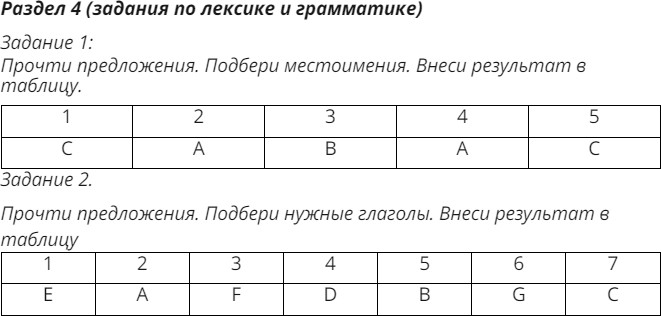 Раздел 4 (задания по лексике и грамматике)
Задание 1:
Прочти предложения. Подбери местоимения. Внеси результат в
таблицу.
1 2 3 4 5
C A B A C
Задание 2.
Прочти предложения. Подбери нужные глаголы. Внеси результат в
таблицу
1 2 3 4 5 6 7
E A F D B G C